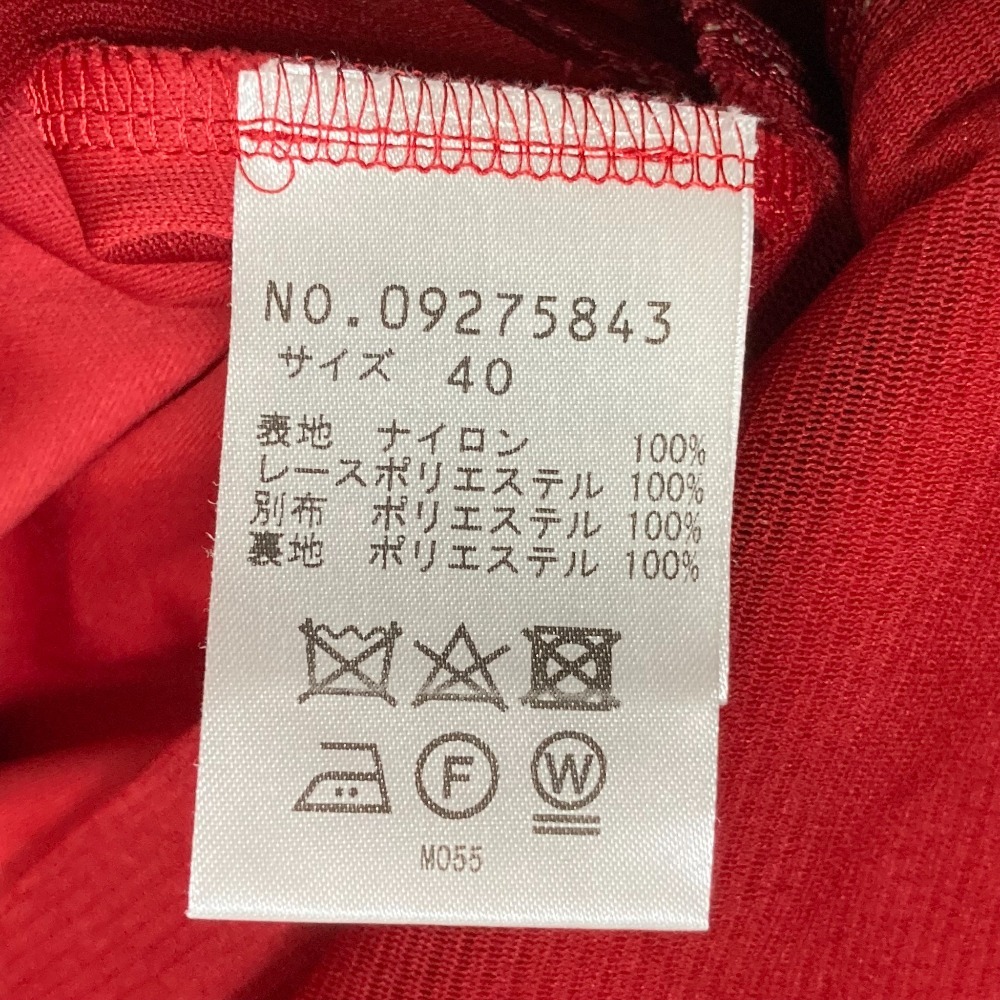 NO.09275843
サイズ 40
表地 ナイロン 100%
レースポリエステル 100%
別布 ポリエステル 100%
裏地 ポリエステル 100%
F W
M055